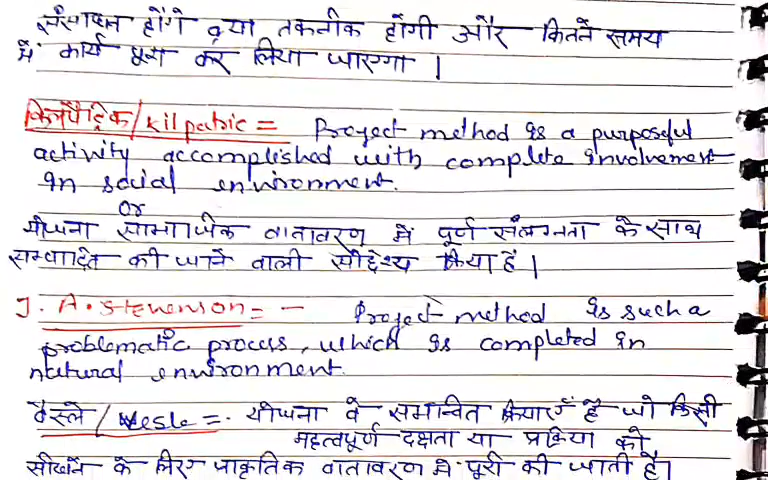 संसाधन होंगे क्या तकनीक होंगी और कितने समय
में कार्य पूरा कर लिया जाएगा |
किलपैट्रिक/kilpatric = Project method is a purposeful
activity accomplished with complete involvement
in social environment.
or
योजना सामाजिक वातावरण में पूर्ण संलग्नता के साथ
सम्पादित की जाने वाली सोद्देश्य क्रिया है |
J. A. Stevenson = - Project method is such a
problematic process, which is completed in
natural environment.
वैस्ले/Wesle =. योजना वे समन्वित क्रियाएँ है जो किसी
महत्वपूर्ण दक्षता या प्रक्रिया को
सीखने के लिए प्राकृतिक वातावरण में पूरी की जाती है।